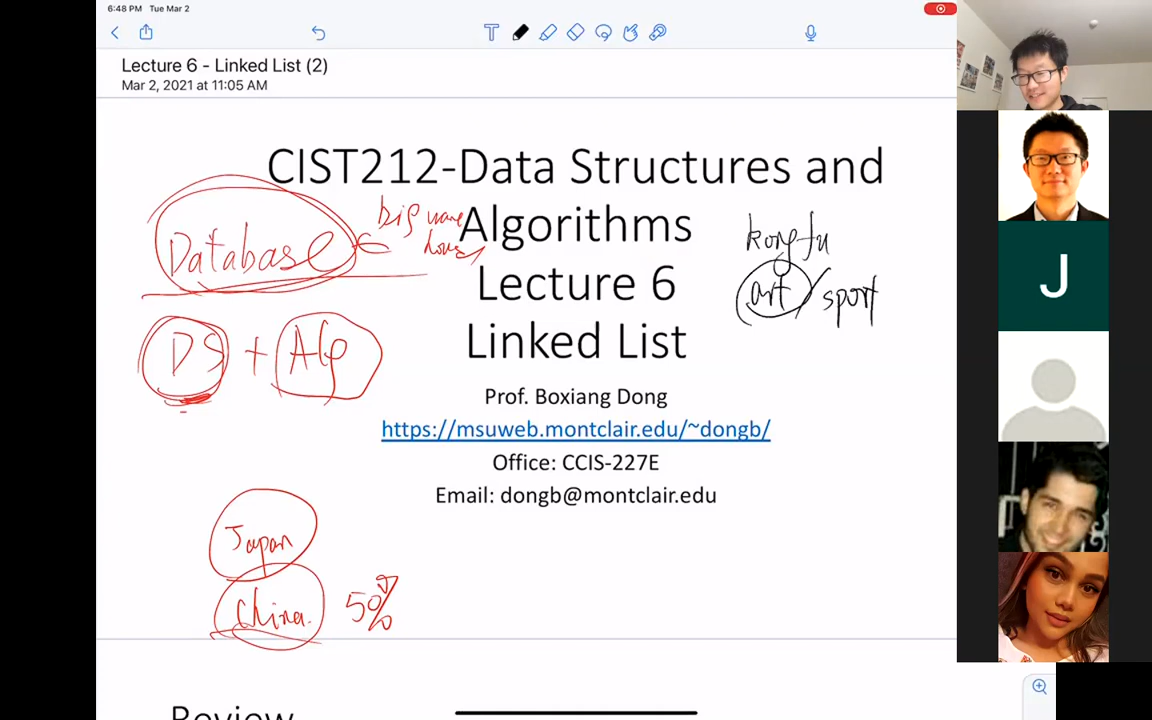 6:48 PM Tue Mar 2
Lecture 6 - Linked List (2)
Mar 2, 2021 at 11:05 AM
CIST212-Data Structures and
Algorithms
Lecture 6
Linked List
Database
big ware
house
kongfu
art / sport
DS + Alg
Prof. Boxiang Dong
https://msuweb.montclair.edu/~dongb/
Office: CCIS-227E
Email: dongb@montclair.edu
Japan
China. 50%
J
Review